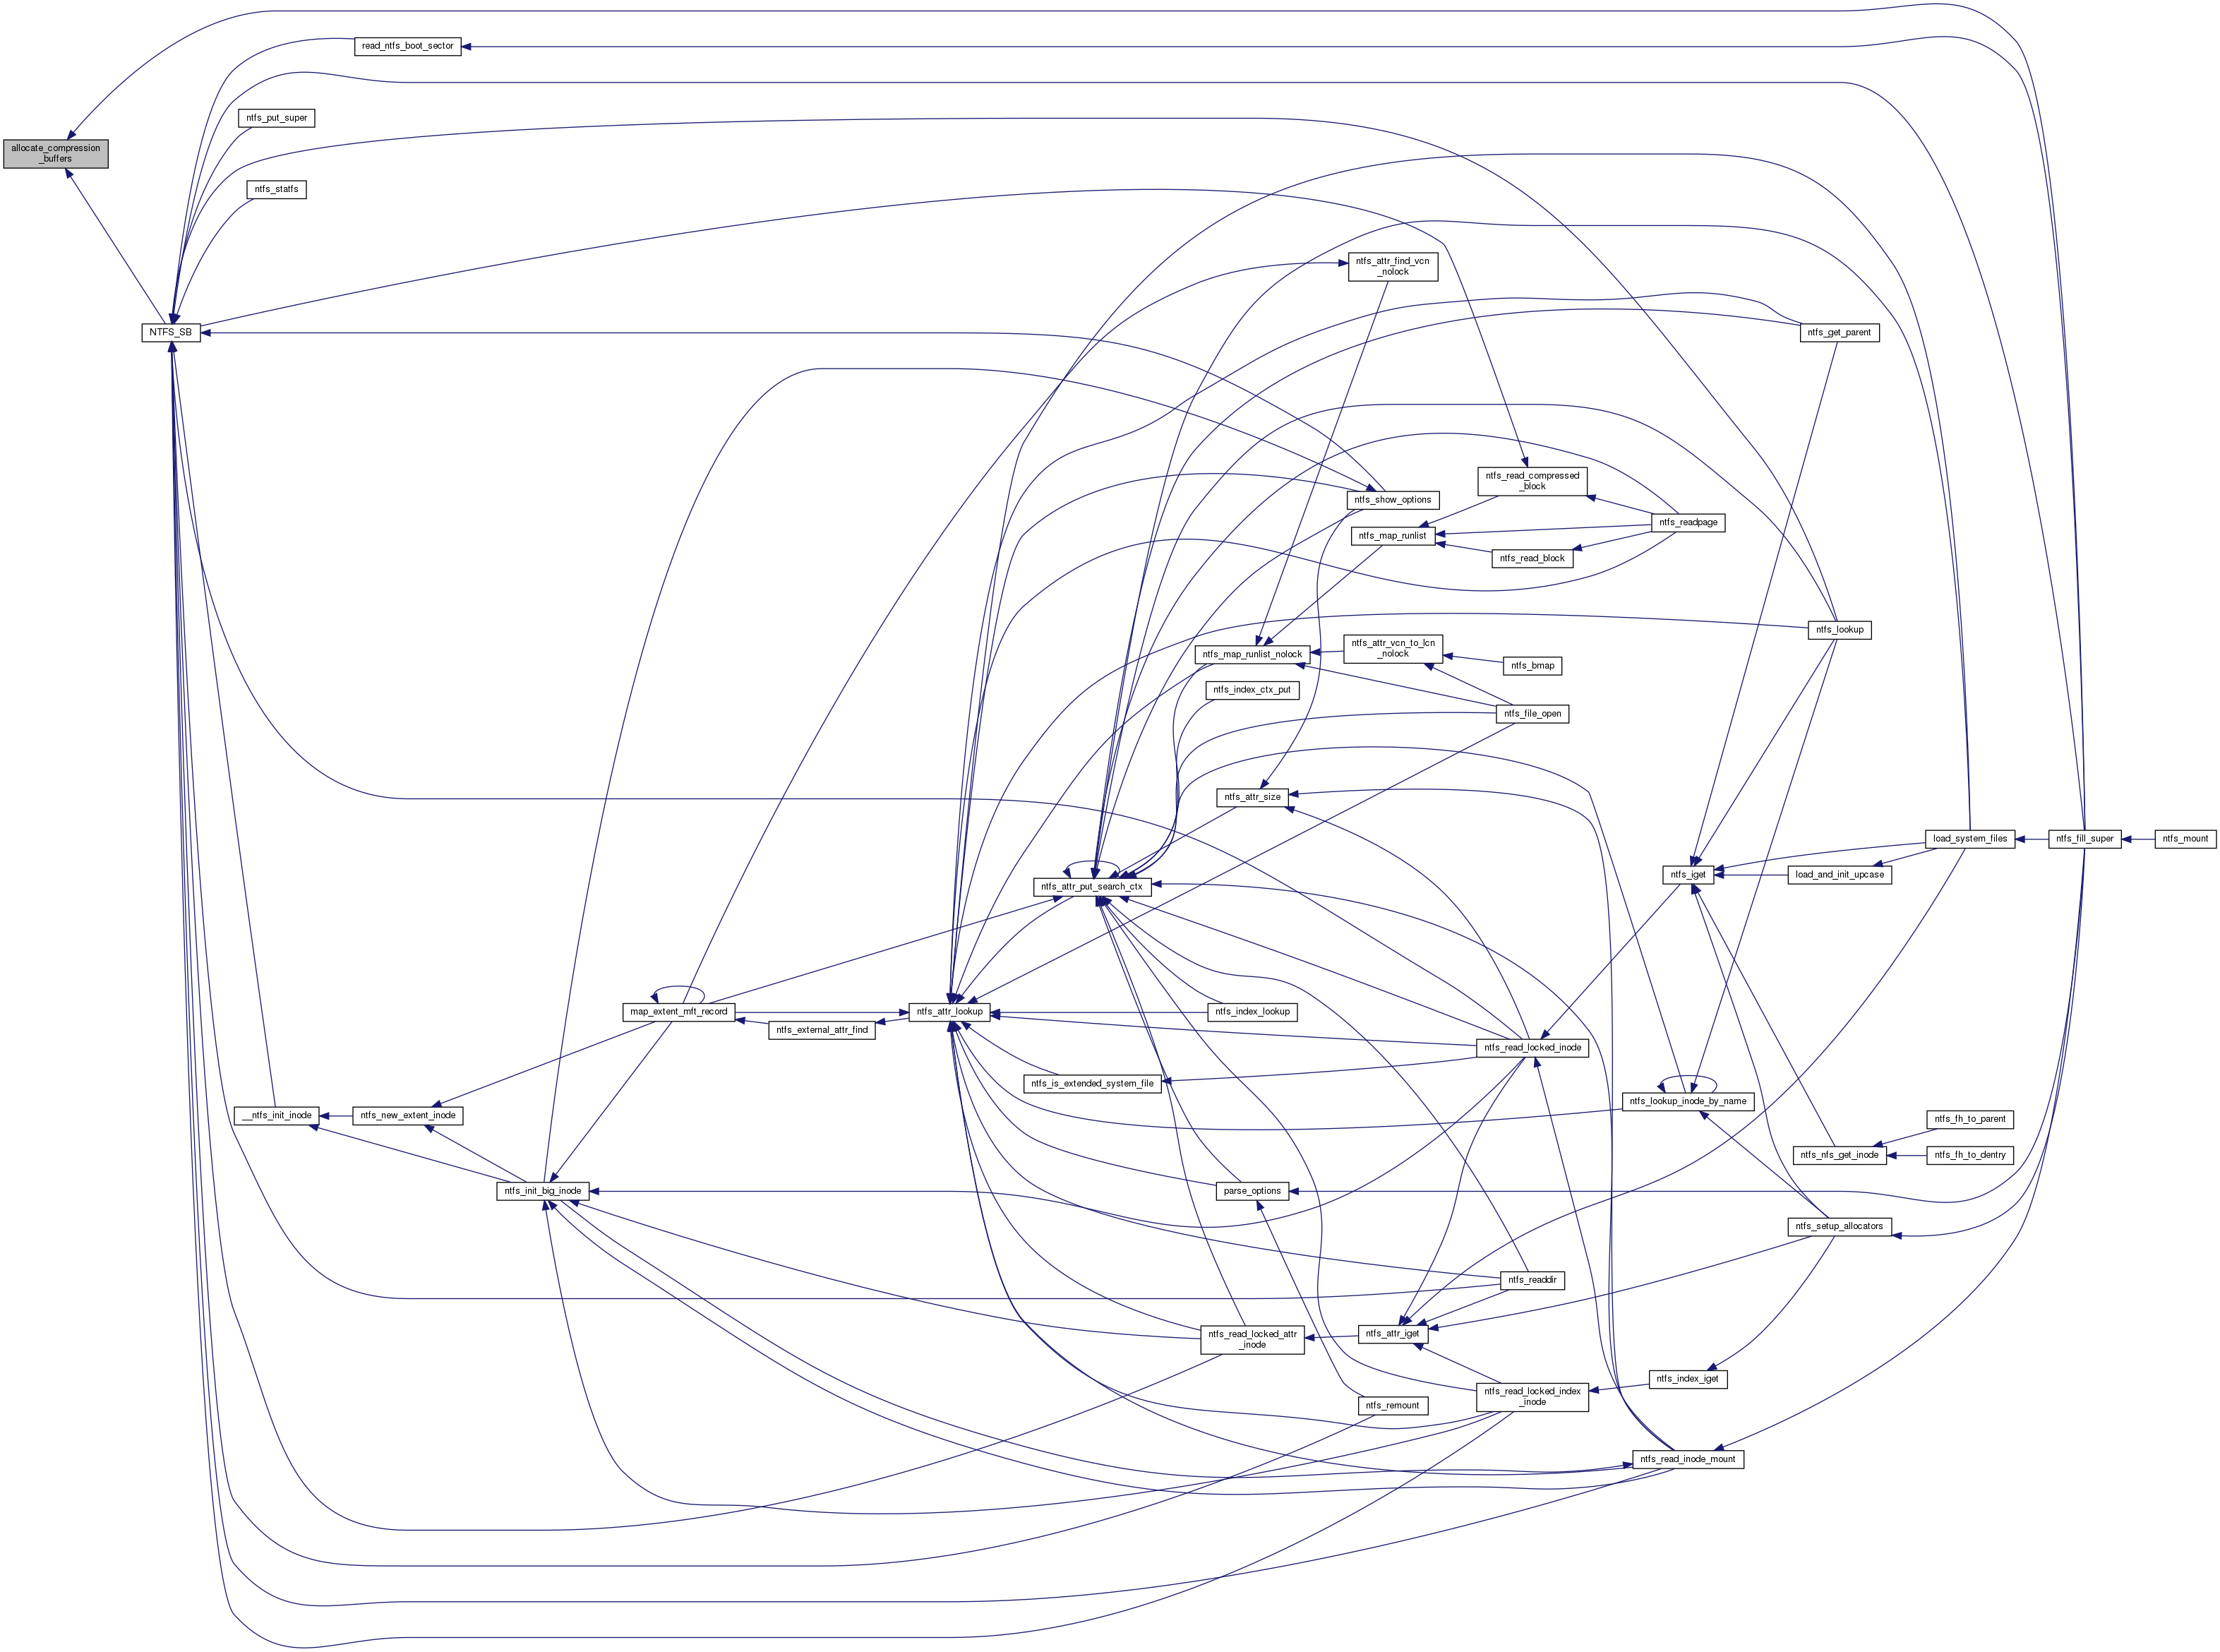 read_ntfs_boot_sector
ntfs_put_super
allocate_compression
_buffers
ntfs_statfs
ntfs_attr_find_vcn
_nolock
NTFS_SB
ntfs_get_parent
ntfs_read_compressed
_block
ntfs_show_options
ntfs_readpage
ntfs_map_runlist
ntfs_read_block
ntfs_lookup
ntfs_map_runlist_nolock
ntfs_attr_vcn_to_lcn
_nolock
ntfs_bmap
ntfs_index_ctx_put
ntfs_file_open
ntfs_attr_size
load_system_files
ntfs_fill_super
ntfs_mount
ntfs_iget
load_and_init_upcase
ntfs_attr_put_search_ctx
map_extent_mft_record
ntfs_attr_lookup
ntfs_index_lookup
ntfs_external_attr_find
ntfs_read_locked_inode
ntfs_is_extended_system_file
ntfs_lookup_inode_by_name
__ntfs_init_inode
ntfs_new_extent_inode
ntfs_fh_to_parent
ntfs_nfs_get_inode
ntfs_fh_to_dentry
ntfs_init_big_inode
parse_options
ntfs_setup_allocators
ntfs_readdir
ntfs_read_locked_attr
_inode
ntfs_attr_iget
ntfs_index_iget
ntfs_read_locked_index
_inode
ntfs_remount
ntfs_read_inode_mount